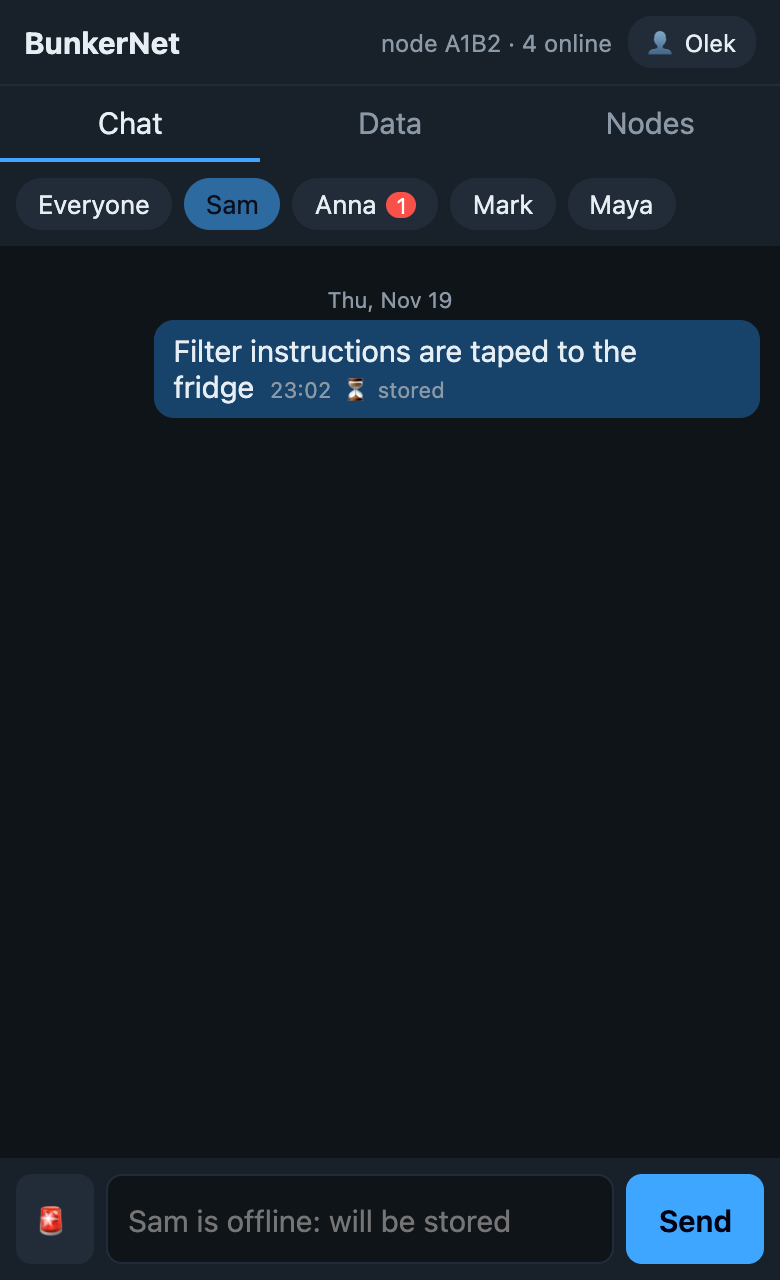 BunkerNet
node A1B2 · 4 online
👤 Olek
Chat
Data
Nodes
Everyone
Sam
Anna 1
Mark
Maya
Thu, Nov 19
Filter instructions are taped to the
fridge 23:02 ⏳ stored
Sam is offline: will be stored
Send